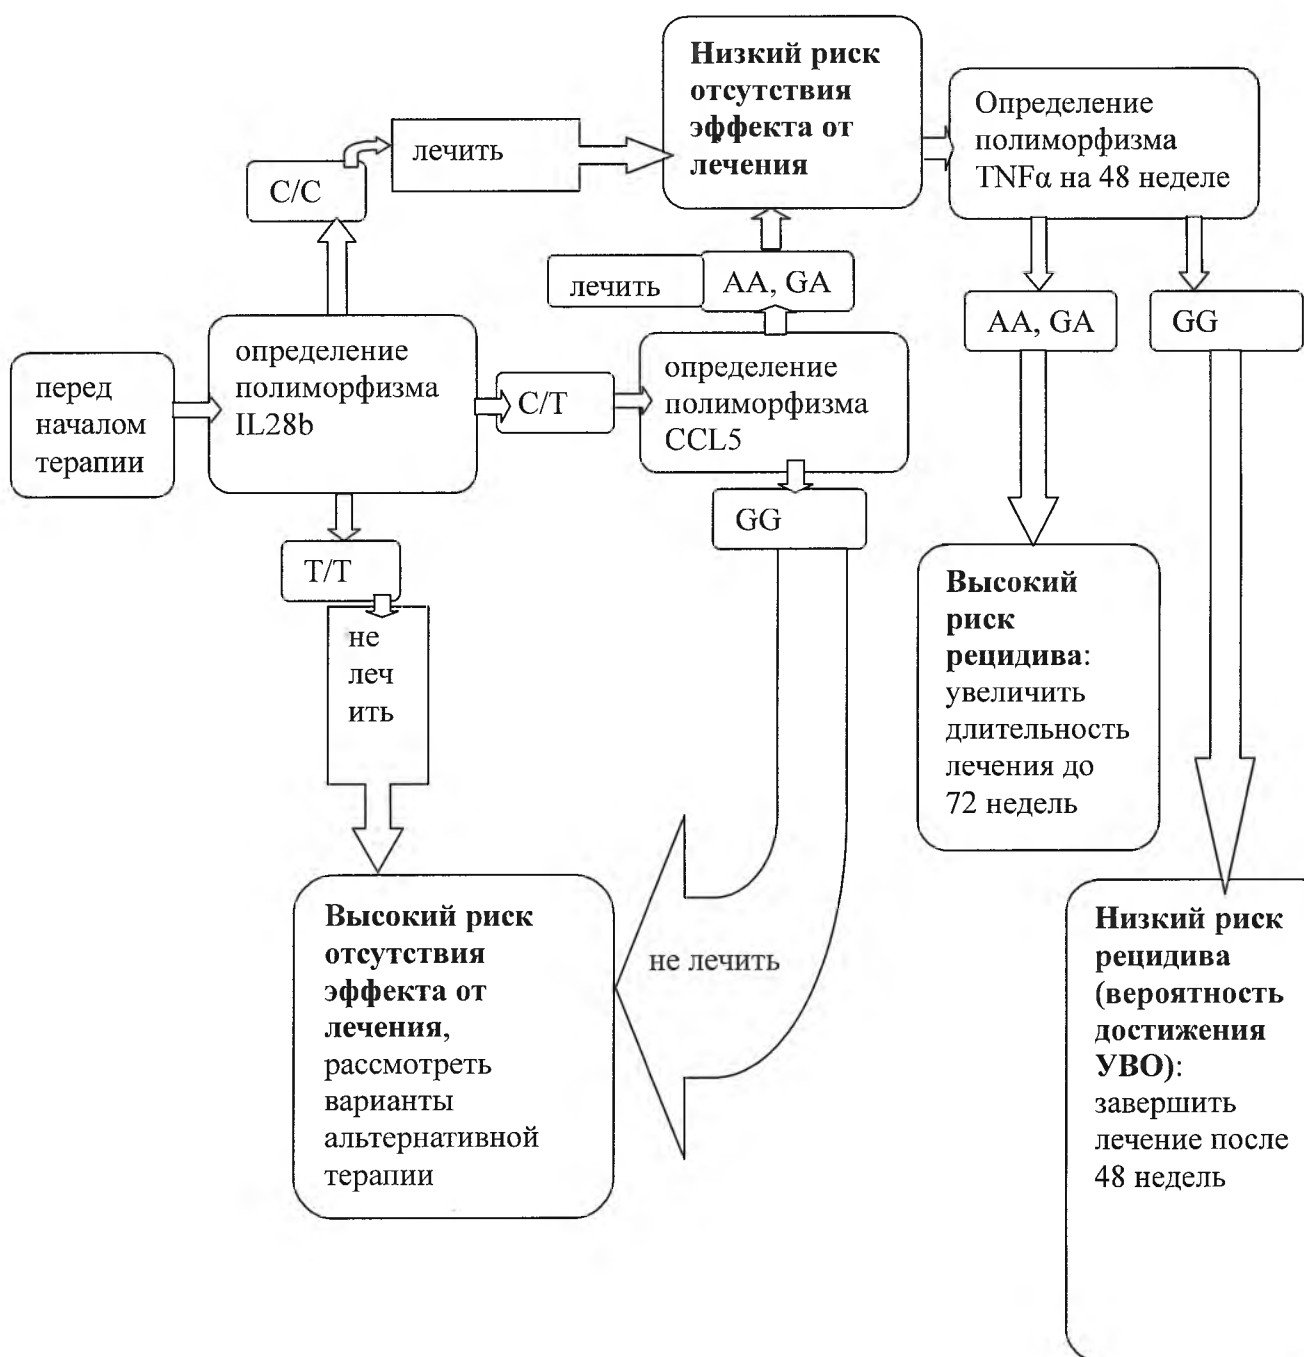 Низкий риск
отсутствия
эффекта от
лечения
Определение
полиморфизма
TNFα на 48 неделе
лечить
C/C
лечить
AA, GA
AA, GA
GG
перед
началом
терапии
определение
полиморфизма
IL28b
C/T
определение
полиморфизма
CCL5
GG
T/T
не
леч
ить
Высокий
риск
рецидива:
увеличить
длительность
лечения до
72 недель
Высокий риск
отсутствия
эффекта от
лечения,
рассмотреть
варианты
альтернативной
терапии
не лечить
Низкий риск
рецидива
(вероятность
достижения
УВО):
завершить
лечение после
48 недель